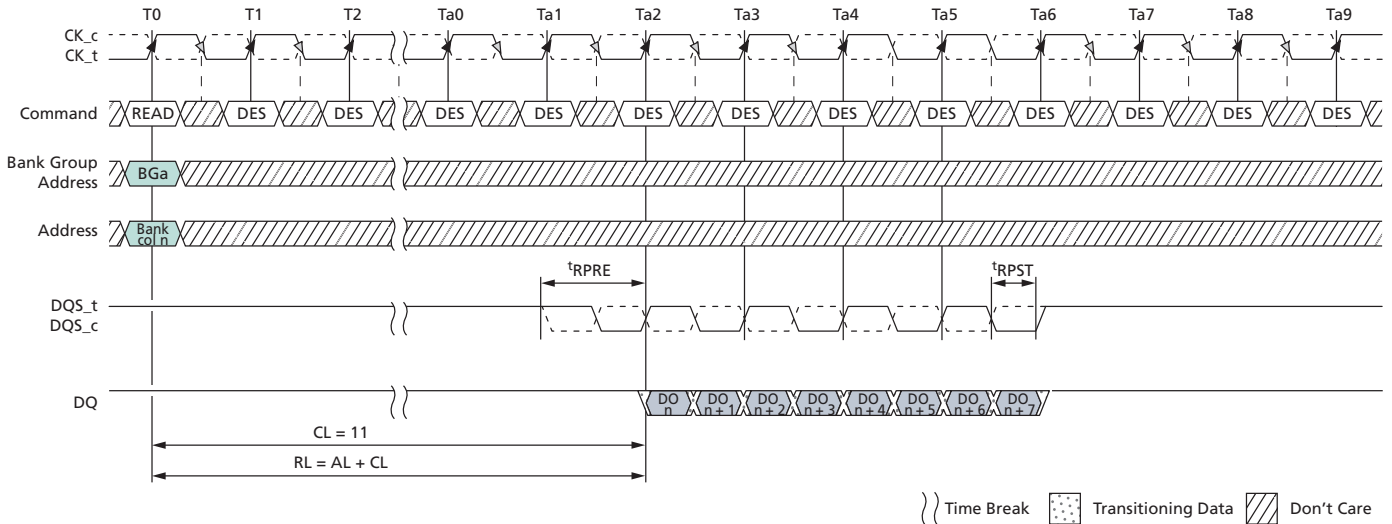 T0 T1 T2 Ta0 Ta1 Ta2 Ta3 Ta4 Ta5 Ta6 Ta7 Ta8 Ta9
CK_c
CK_t
Command READ DES DES DES DES DES DES DES DES DES DES DES DES
Bank Group
Address
BGa
Address
Bank
col n
tRPRE tRPST
DQS_t
DQS_c
DQ
DO
n
DO
n + 1
DO
n + 2
DO
n + 3
DO
n + 4
DO
n + 5
DO
n + 6
DO
n + 7
CL = 11
RL = AL + CL
Time Break Transitioning Data Don't Care